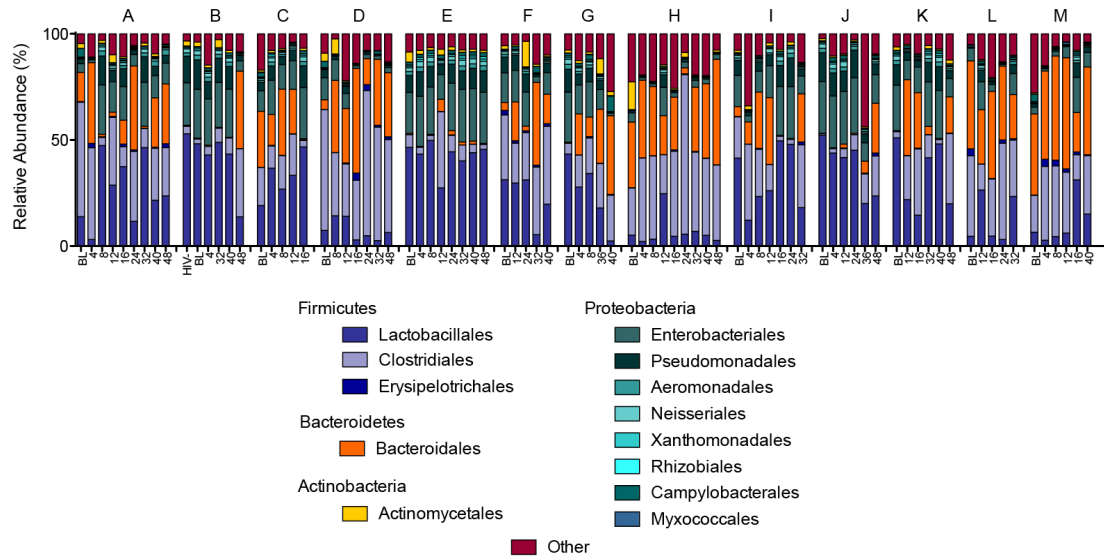 A B C D E F G H I J K L M
Relative Abundance (%)
100
50
0
BL 4 8 12 16 24 32 40 48
HIV- BL 4 32 40 48
BL 4 8 12 16
BL 8 12 16 24 32 48
BL 4 8 12 32 40 48
BL 12 24 32 40
BL 4 8 36 40
BL 4 8 12 16 24 32 40 48
BL 4 8 12 16 24 32
BL 4 8 12 24 36 48
BL 12 16 32 40 48
BL 12 16 24 32
BL 4 8 12 16 40
Firmicutes
Lactobacillales
Clostridiales
Erysipelotrichales
Bacteroidetes
Bacteroidales
Actinobacteria
Actinomycetales
Proteobacteria
Enterobacteriales
Pseudomonadales
Aeromonadales
Neisseriales
Xanthomonadales
Rhizobiales
Campylobacterales
Myxococcales
Other